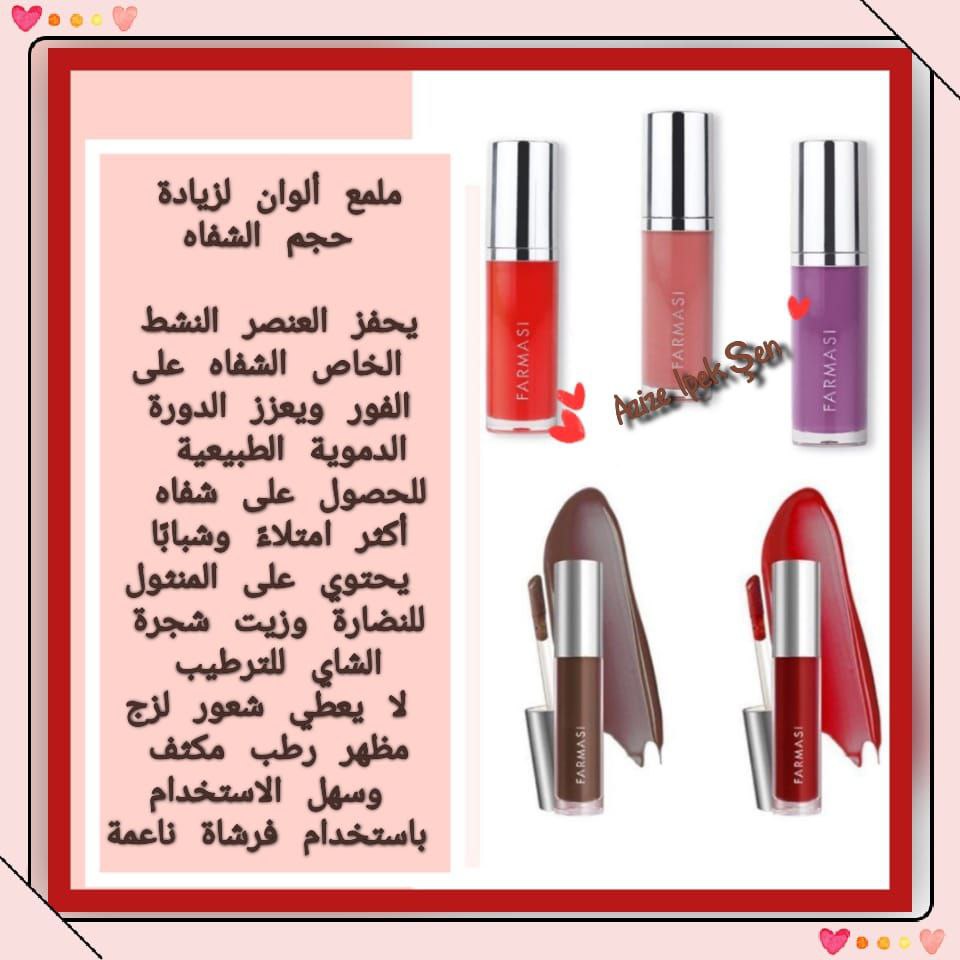 ملمع ألوان لزيادة
حجم الشفاه
يحفز العنصر النشط
الخاص الشفاه على
الفور ويعزز الدورة
الدموية الطبيعية
للحصول على شفاه
أكثر امتلاءً وشبابًا
يحتوي على المنثول
للنضارة وزيت شجرة
الشاي للترطيب
لا يعطي شعور لزج
مظهر رطب مكثف
وسهل الاستخدام
باستخدام فرشاة ناعمة
FARMASI
FARMASI
FARMASI
Azize Ipek Şen
FARMASI
FARMASI